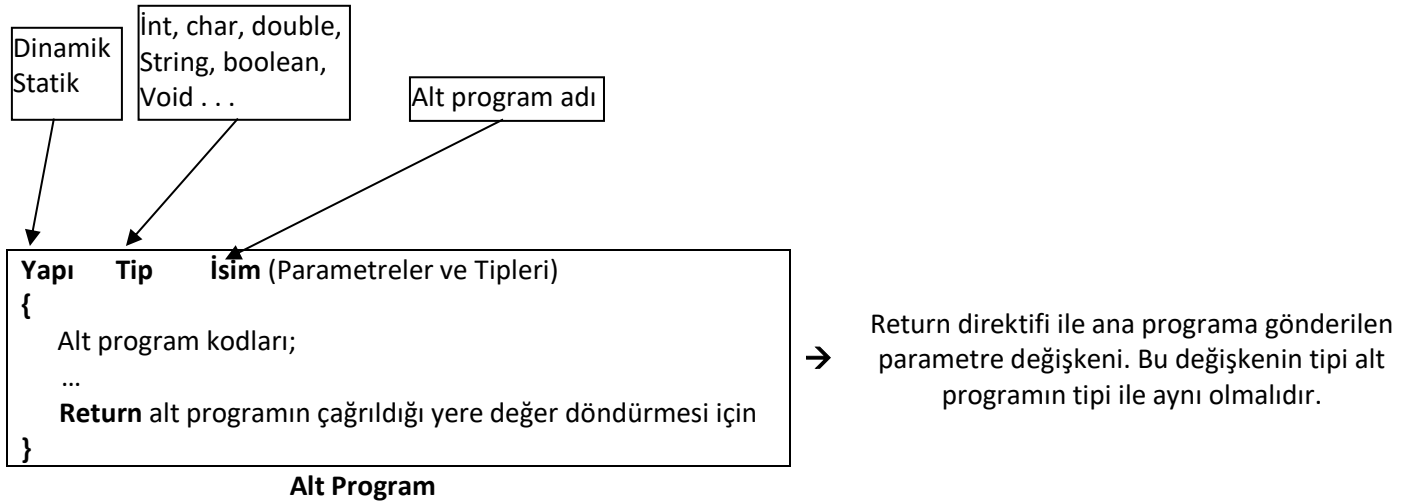 Dinamik
Statik
İnt, char, double,
String, boolean,
Void . . .
Alt program adı
Yapı Tip İsim (Parametreler ve Tipleri)
{
Alt program kodları;
...
Return alt programın çağrıldığı yere değer döndürmesi için
}
Alt Program
Return direktifi ile ana programa gönderilen
parametre değişkeni. Bu değişkenin tipi alt
programın tipi ile aynı olmalıdır.